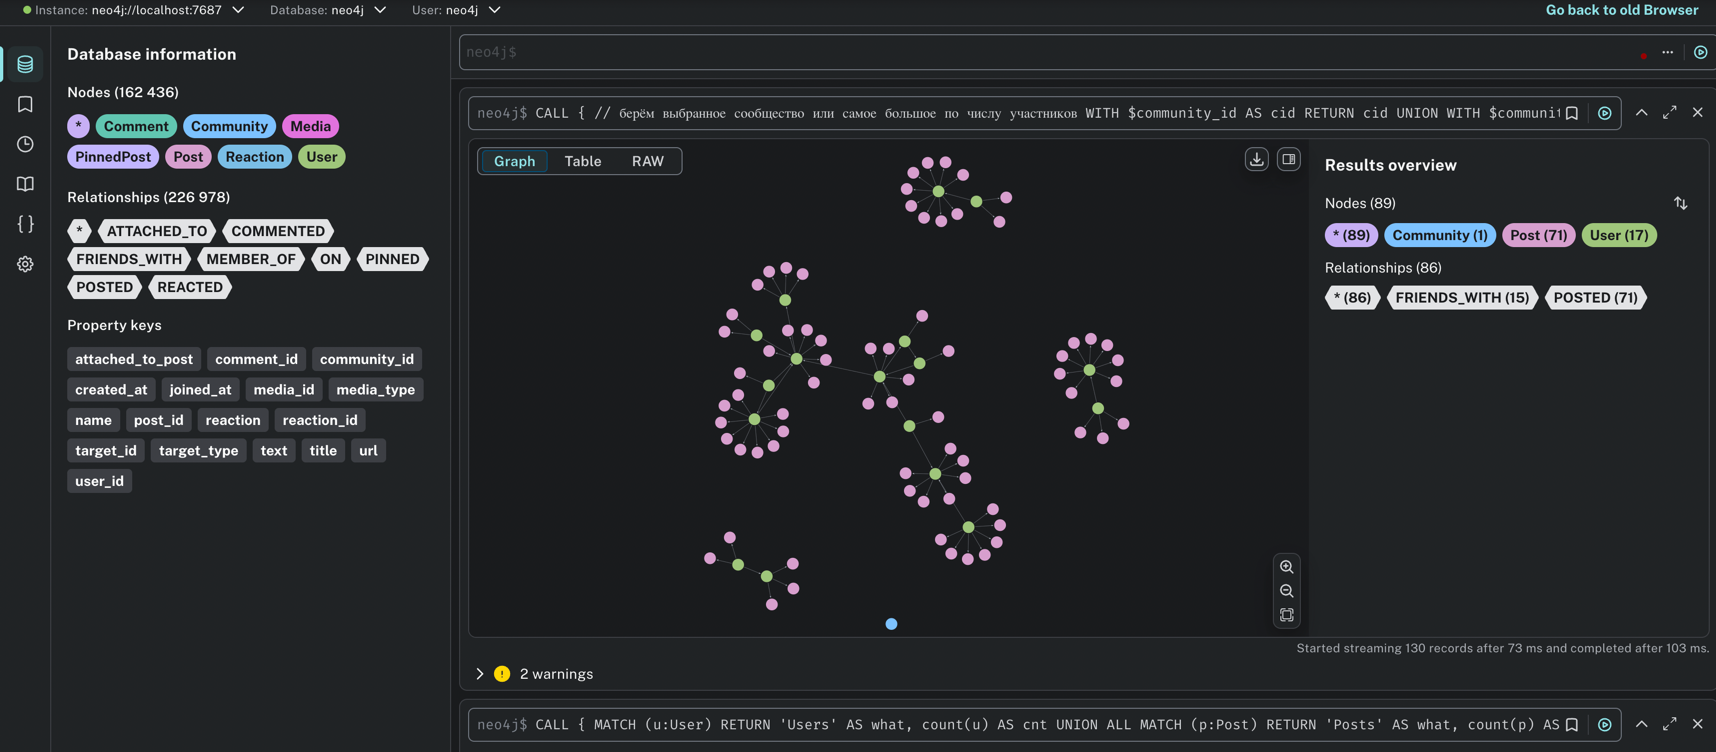 Instance: neo4j://localhost:7687 Database: neo4j User: neo4j Go back to old Browser
Database information
Nodes (162 436)
* Comment Community Media
PinnedPost Post Reaction User
Relationships (226 978)
* ATTACHED_TO COMMENTED
FRIENDS_WITH MEMBER_OF ON PINNED
POSTED REACTED
Property keys
attached_to_post comment_id community_id
created_at joined_at media_id media_type
name post_id reaction reaction_id
target_id target_type text title url
user_id
neo4j$
neo4j$ CALL { // берём выбранное сообщество или самое большое по числу участников WITH $community_id AS cid RETURN cid UNION WITH $communit
Graph Table RAW
Results overview
Nodes (89)
* (89) Community (1) Post (71) User (17)
Relationships (86)
* (86) FRIENDS_WITH (15) POSTED (71)
Started streaming 130 records after 73 ms and completed after 103 ms.
2 warnings
neo4j$ CALL { MATCH (u:User) RETURN 'Users' AS what, count(u) AS cnt UNION ALL MATCH (p:Post) RETURN 'Posts' AS what, count(p) AS